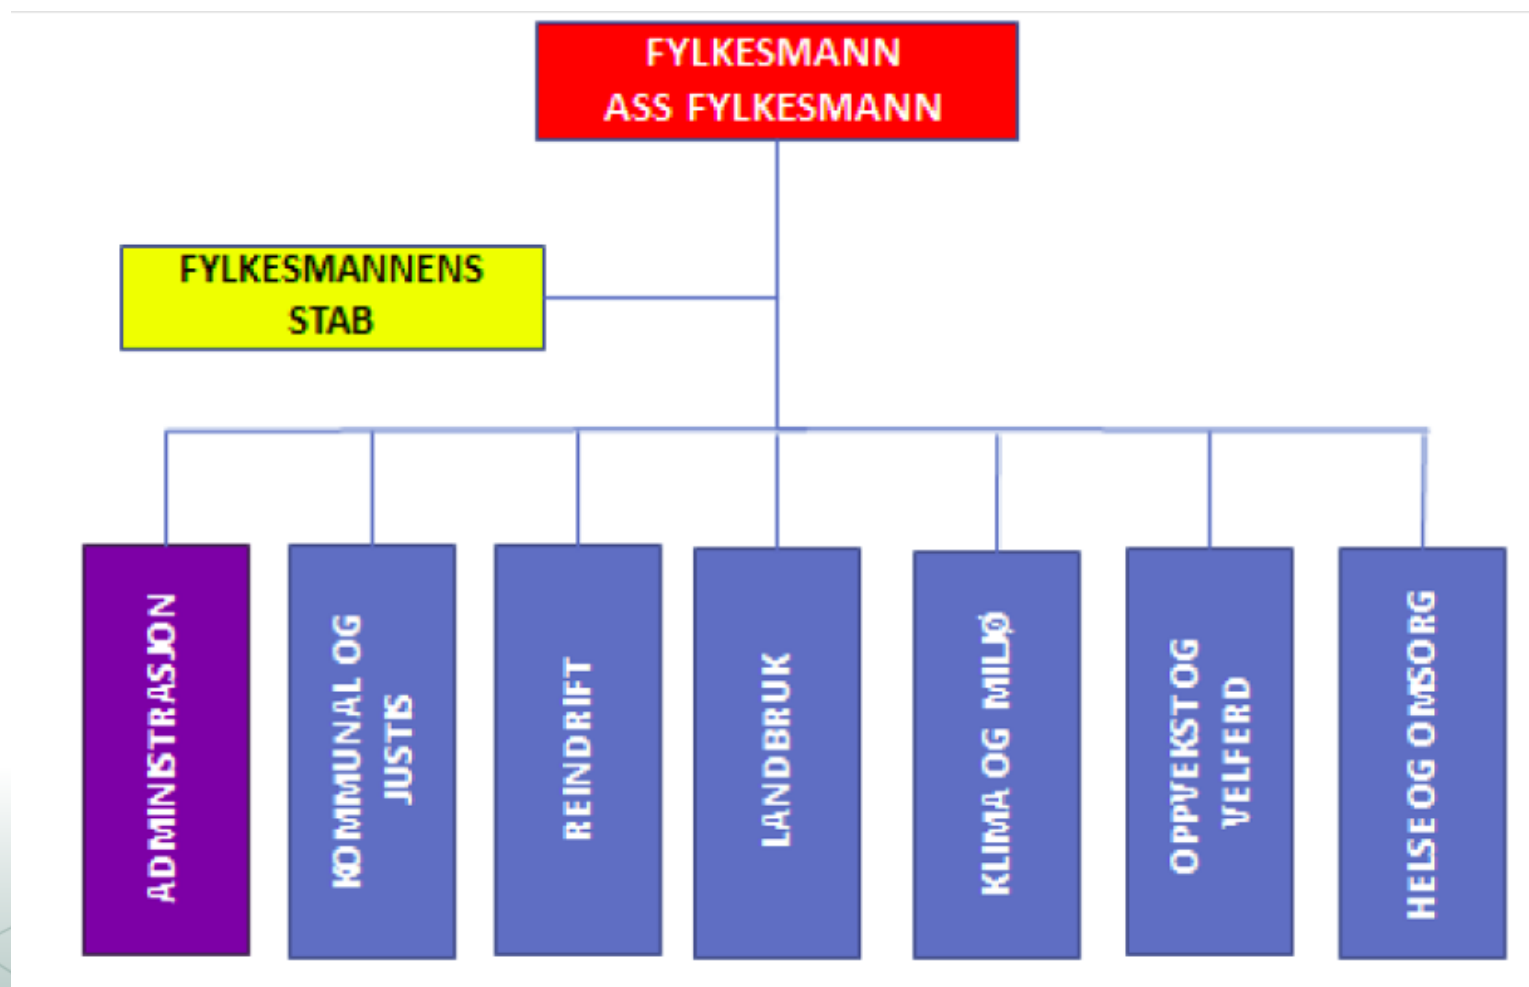 FYLKESMANN
ASS FYLKESMANN
FYLKESMANNENS
STAB
ADMINISTRASJON
KOMMUNAL OG
JUSTIS
REINDRIFT
LANDBRUK
KLIMA OG MILJØ
OPPVEKST OG
VELFERD
HELSE OG OMSORG